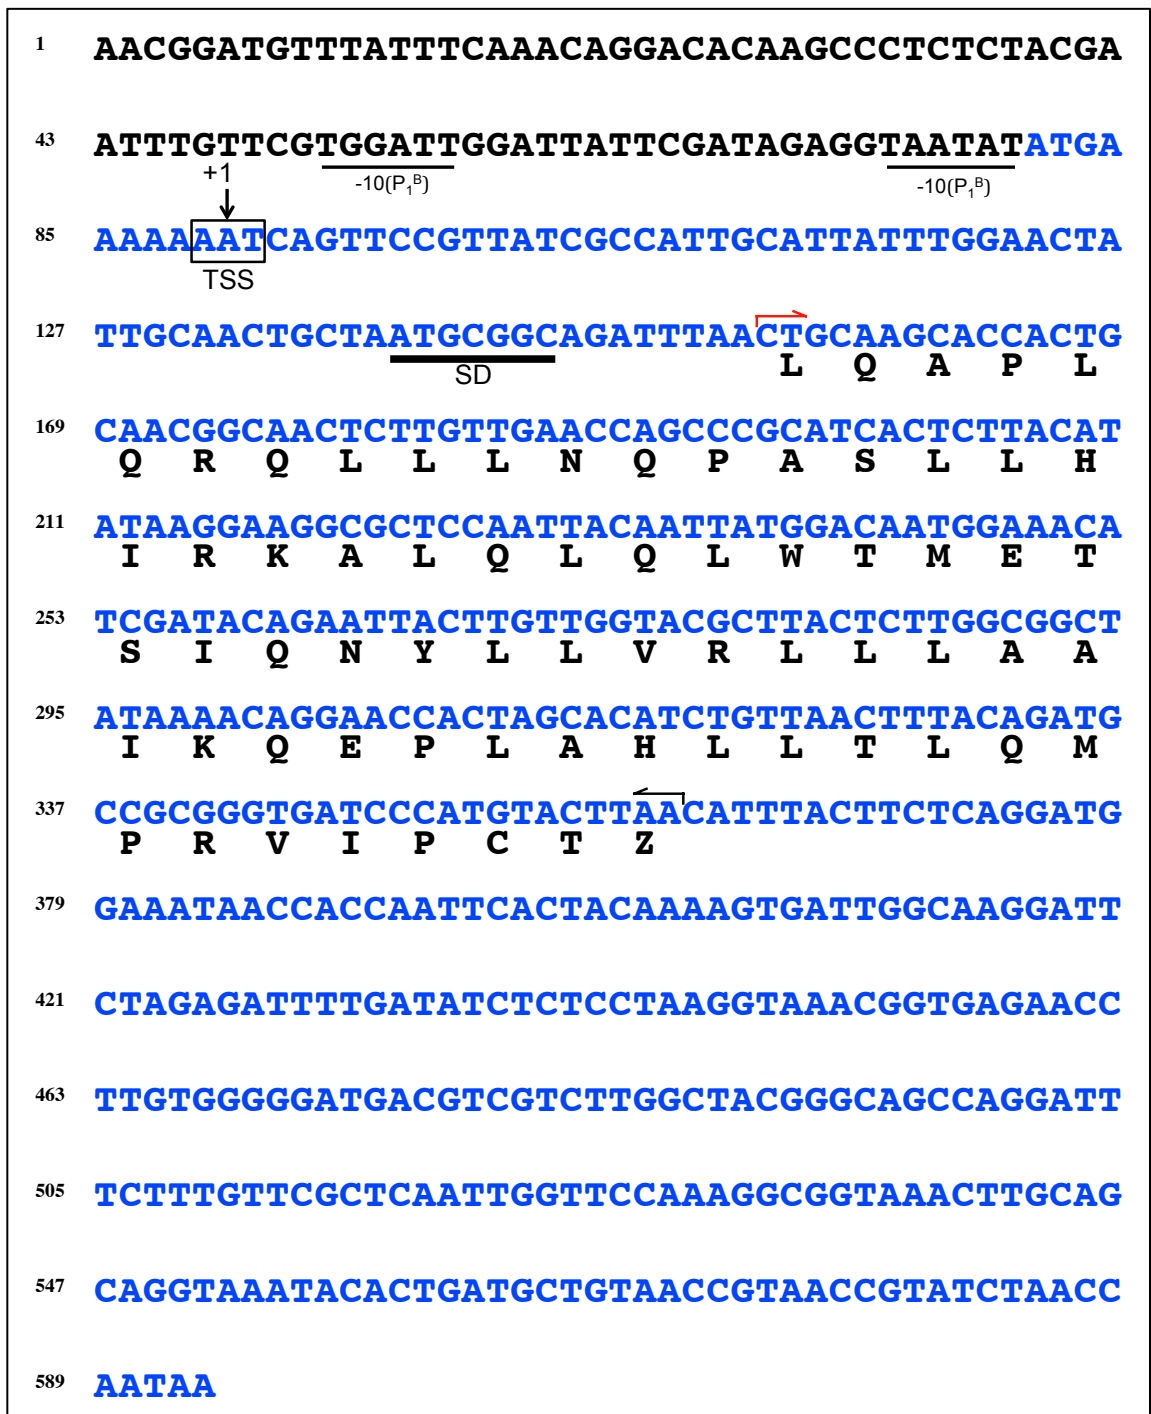 1 AACGGATGTTTATTTCAAACAGGACACAAGCCCTCTCTACGA
43 ATTTGTTCGTGGATTGGATTATTCGATAGAGGTAATATATGA
+1 -10(P₁ᴮ) -10(P₁ᴮ)
85 AAAAAATCAGTTCCGTTATCGCCATTGCATTATTTGGAACTA
TSS
127 TTGCAACTGCTAATGCGGCAGATTTAACTGCAAGCACCACTG
SD L Q A P L
169 CAACGGCAACTCTTGTTGAACCAGCCCGCATCACTCTTACAT
Q R Q L L L N Q P A S L L H
211 ATAAGGAAGGCGCTCCAATTACAATTATGGACAATGGAAACA
I R K A L Q L Q L W T M E T
253 TCGATACAGAATTACTTGTTGGTACGCTTACTCTTGGCGGCT
S I Q N Y L L V R L L L A A
295 ATAAAACAGGAACCACTAGCACATCTGTTAACTTTACAGATG
I K Q E P L A H L L T L Q M
337 CCGCGGGTGATCCCATGTACTTAACATTTACTTCTCAGGATG
P R V I P C T Z
379 GAAATAACCACCAATTCACTACAAAAGTGATTGGCAAGGATT
421 CTAGAGATTTTGATATCTCTCCTAAGGTAAACGGTGAGAACC
463 TTGTGGGGGATGACGTCGTCTTGGCTACGGGCAGCCAGGATT
505 TCTTTGTTCGCTCAATTGGTTCCAAAGGCGGTAAACTTGCAG
547 CAGGTAAATACACTGATGCTGTAACCGTAACCGTATCTAACC
589 AATAA